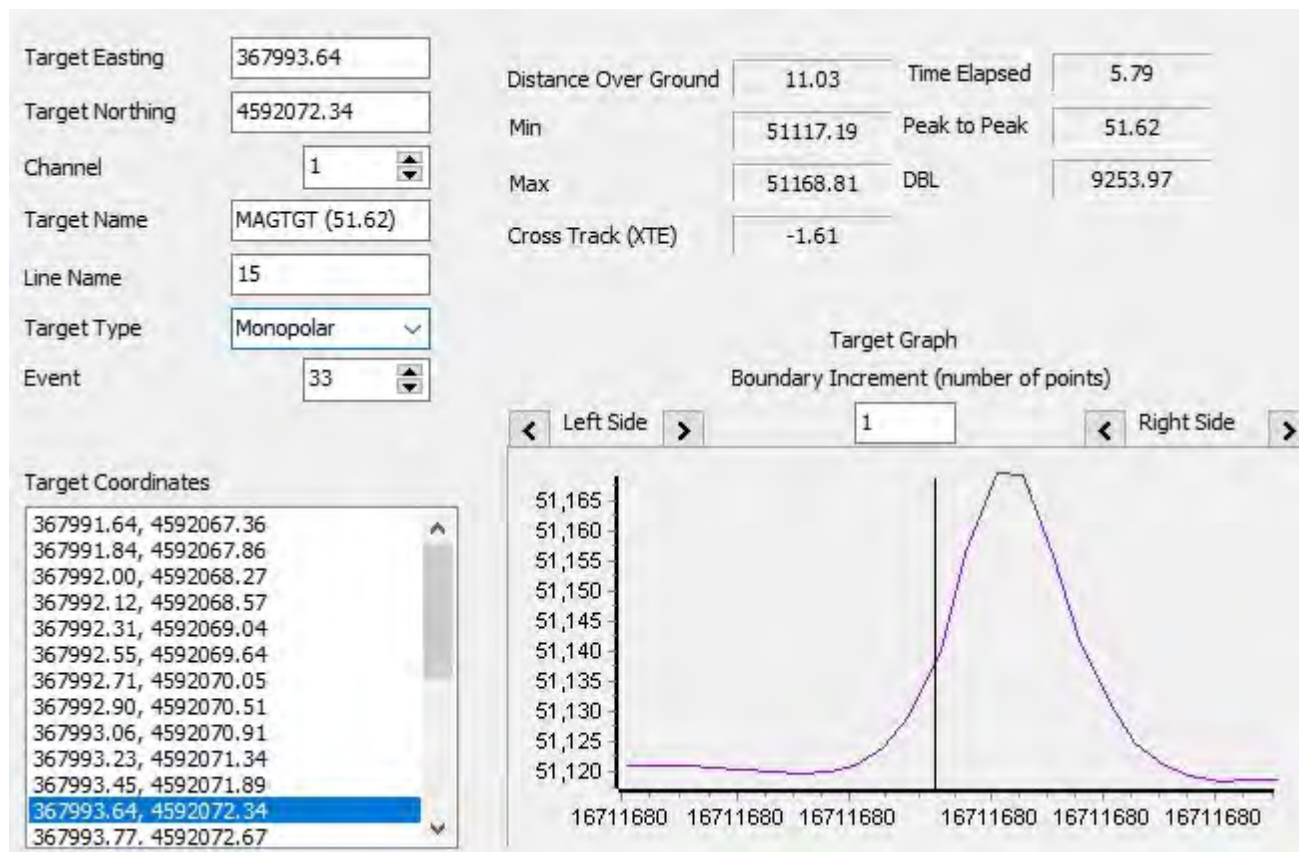 Target Easting 367993.64
Target Northing 4592072.34
Channel 1
Target Name MAGTGT (51.62)
Line Name 15
Target Type Monopolar
Event 33
Distance Over Ground 11.03 Time Elapsed 5.79
Min 51117.19 Peak to Peak 51.62
Max 51168.81 DBL 9253.97
Cross Track (XTE) -1.61
Target Coordinates
367991.64, 4592067.36
367991.84, 4592067.86
367992.00, 4592068.27
367992.12, 4592068.57
367992.31, 4592069.04
367992.55, 4592069.64
367992.71, 4592070.05
367992.90, 4592070.51
367993.06, 4592070.91
367993.23, 4592071.34
367993.45, 4592071.89
367993.64, 4592072.34
367993.77, 4592072.67
Target Graph
Boundary Increment (number of points)
Left Side 1 Right Side
51,165
51,160
51,155
51,150
51,145
51,140
51,135
51,130
51,125
51,120
16711680 16711680 16711680 16711680 16711680 16711680